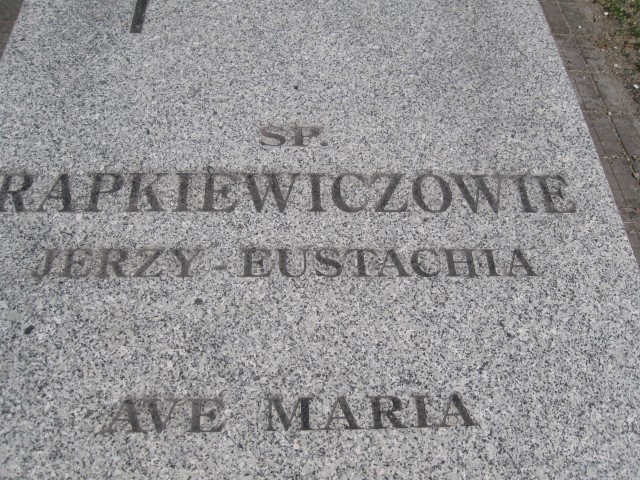 SP.
RAPKIEWICZOWIE
JERZY - EUSTACHIA
AVE MARIA